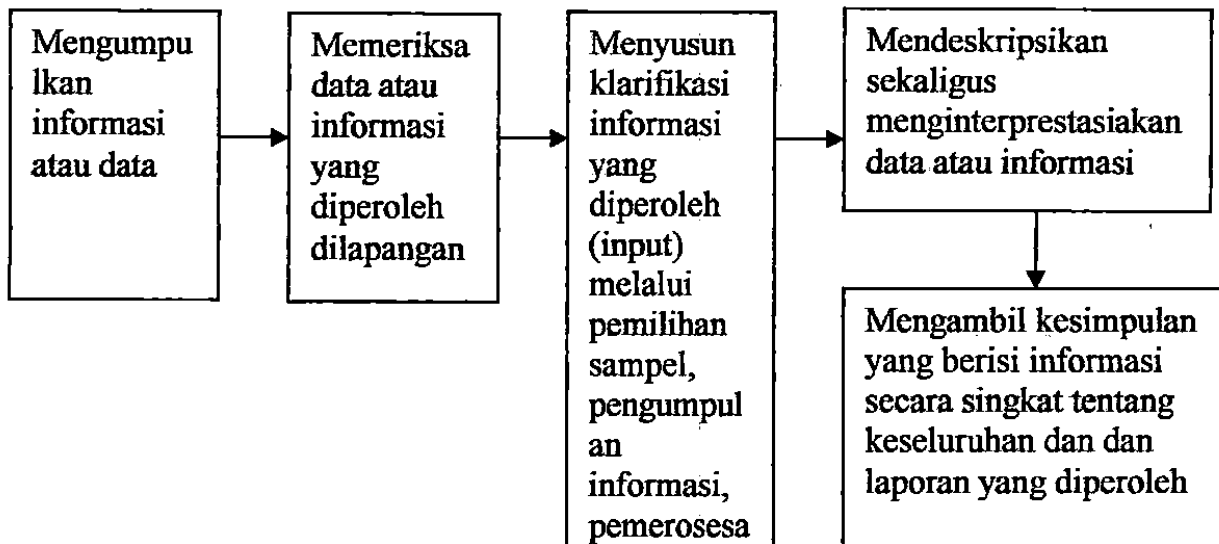 Mengumpu
lkan
informasi
atau data
Memeriksa
data atau
informasi
yang
diperoleh
dilapangan
Menyusun
klarifikasi
informasi
yang
diperoleh
(input)
melalui
pemilihan
sampel,
pengumpul
an
informasi,
pemerosesa
Mendeskripsikan
sekaligus
menginterprestasiakan
data atau informasi
Mengambil kesimpulan
yang berisi informasi
secara singkat tentang
keseluruhan dan dan
laporan yang diperoleh